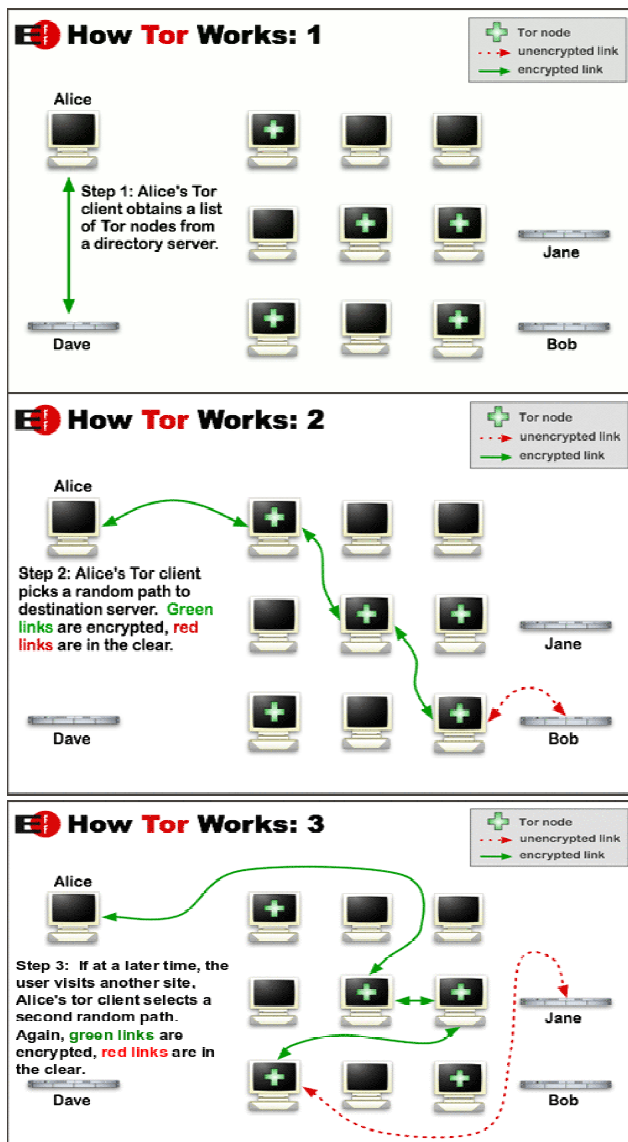 EFF How Tor Works: 1
Tor node
unencrypted link
encrypted link
Alice
Step 1: Alice's Tor
client obtains a list
of Tor nodes from
a directory server.
Jane
Dave
Bob
EFF How Tor Works: 2
Tor node
unencrypted link
encrypted link
Alice
Step 2: Alice's Tor client
picks a random path to
destination server. Green
links are encrypted, red
links are in the clear.
Jane
Dave
Bob
EFF How Tor Works: 3
Tor node
unencrypted link
encrypted link
Alice
Step 3: If at a later time, the
user visits another site,
Alice's tor client selects a
second random path.
Again, green links are
encrypted, red links are in
the clear.
Jane
Dave
Bob